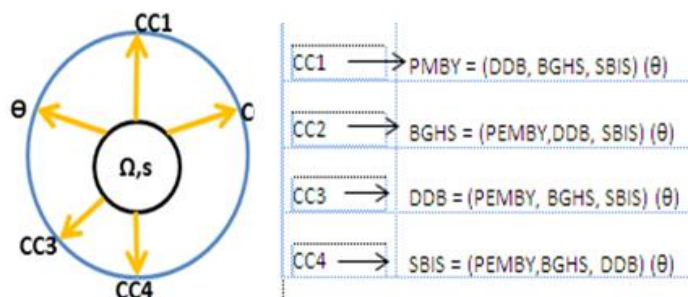 CC1
Ө
C
Ω,s
CC3
CC4
CC1 PMBY = (DDB, BGHS, SBIS) (Ө)
CC2 BGHS = (PEMBY,DDB, SBIS) (Ө)
CC3 DDB = (PEMBY, BGHS, SBIS) (Ө)
CC4 SBIS = (PEMBY,BGHS, DDB) (Ө)